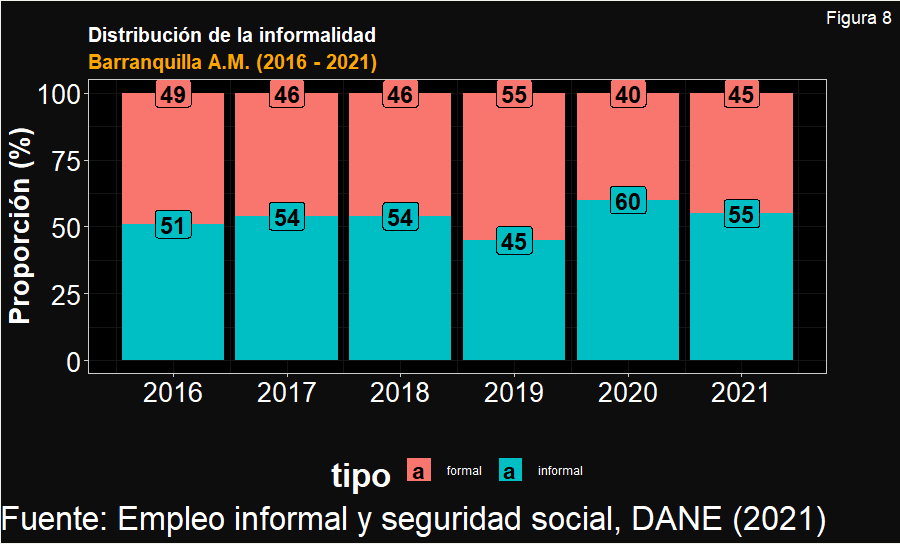 Figura 8
Distribución de la informalidad
Barranquilla A.M. (2016 - 2021)
Proporción (%)
100
75
50
25
0
49 46 46 55 40 45
51 54 54 45 60 55
2016 2017 2018 2019 2020 2021
tipo a formal a informal
Fuente: Empleo informal y seguridad social, DANE (2021)